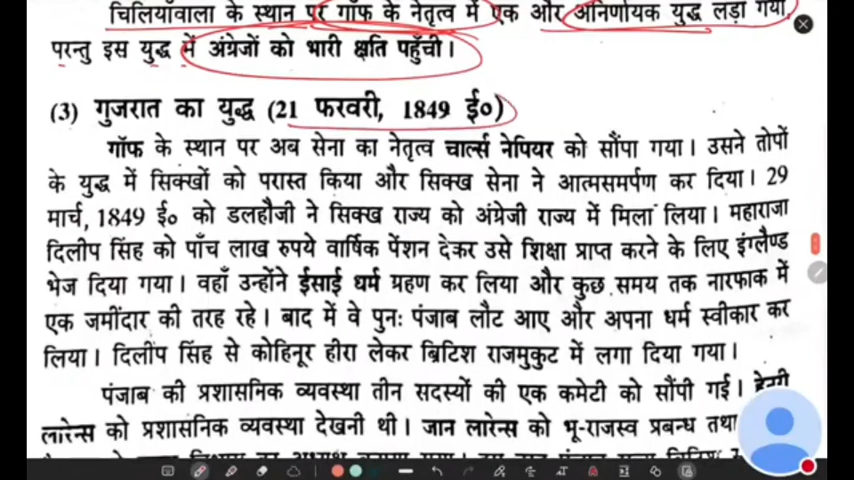 चिलियाँवाला के स्थान पर गॉफ के नेतृत्व में एक और अनिर्णायक युद्ध लड़ा गया,
परन्तु इस युद्ध में अंग्रेजों को भारी क्षति पहुँची।
(3) गुजरात का युद्ध (21 फरवरी, 1849 ई०)
गॉफ के स्थान पर अब सेना का नेतृत्व चार्ल्स नेपियर को सौंपा गया। उसने तोपों
के युद्ध में सिक्खों को परास्त किया और सिक्ख सेना ने आत्मसमर्पण कर दिया। 29
मार्च, 1849 ई० को डलहौजी ने सिक्ख राज्य को अंग्रेजी राज्य में मिला लिया। महाराजा
दिलीप सिंह को पाँच लाख रुपये वार्षिक पेंशन देकर उसे शिक्षा प्राप्त करने के लिए इंग्लैण्ड
भेज दिया गया। वहाँ उन्होंने ईसाई धर्म ग्रहण कर लिया और कुछ समय तक नारफाक में
एक जमींदार की तरह रहे। बाद में वे पुनः पंजाब लौट आए और अपना धर्म स्वीकार कर
लिया। दिलीप सिंह से कोहिनूर हीरा लेकर ब्रिटिश राजमुकुट में लगा दिया गया।
पंजाब की प्रशासनिक व्यवस्था तीन सदस्यों की एक कमेटी को सौंपी गई। हेनरी
लारेन्स को प्रशासनिक व्यवस्था देखनी थी। जान लारेन्स को भू-राजस्व प्रबन्ध तथा